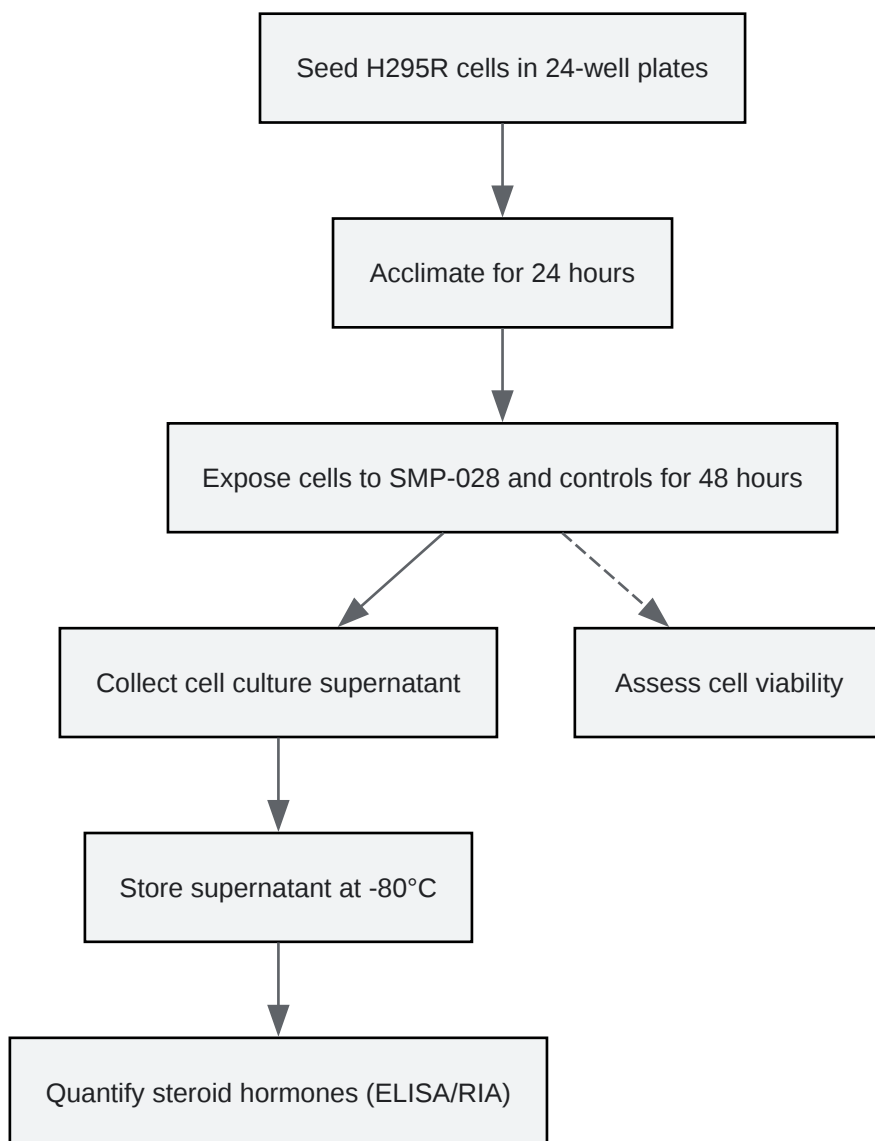 Seed H295R cells in 24-well plates
Acclimate for 24 hours
Expose cells to SMP-028 and controls for 48 hours
Collect cell culture supernatant
Assess cell viability
Store supernatant at -80°C
Quantify steroid hormones (ELISA/RIA)